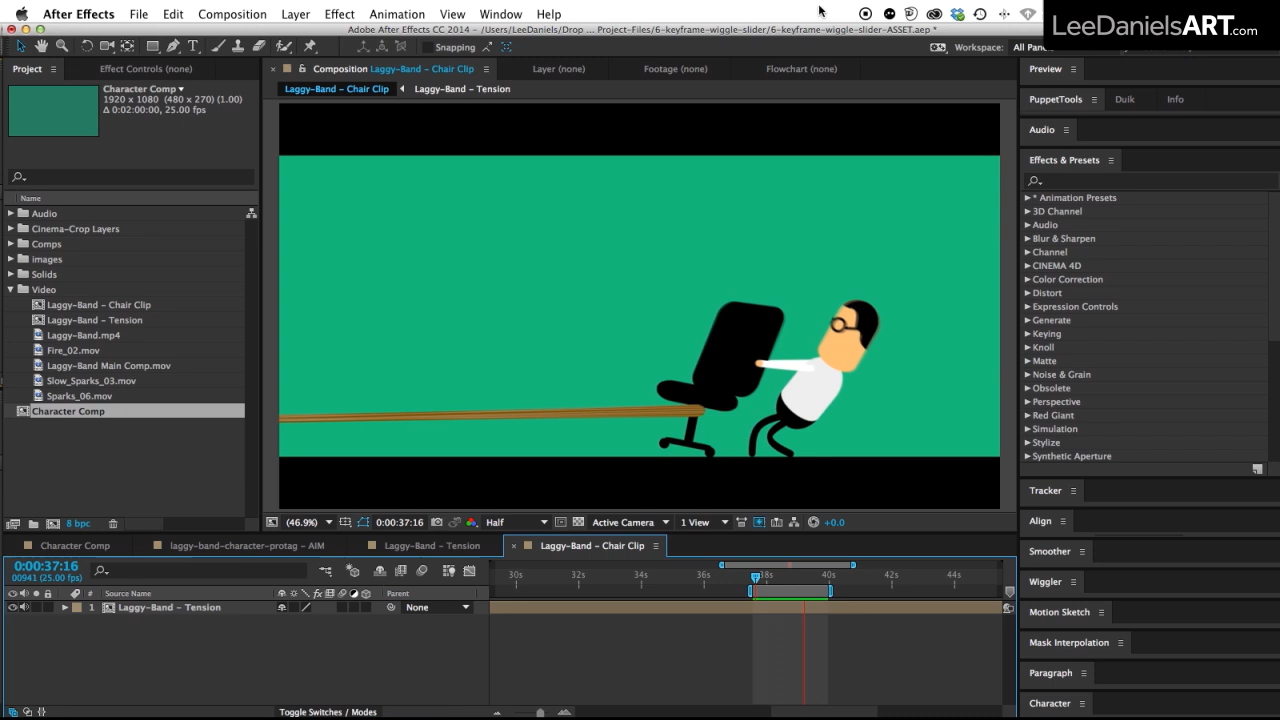 After Effects File Edit Composition Layer Effect Animation View Window Help
LeeDanielsART.com
Adobe After Effects CC 2014 - /Users/LeeDaniels/Drop ... Project-Files/6-keyframe-wiggle-slider/6-keyframe-wiggle-slider-ASSET.aep *
Snapping
Workspace: All Pan
Project
Effect Controls (none)
Composition Laggy-Band - Chair Clip
Layer (none)
Footage (none)
Flowchart (none)
Preview
Laggy-Band - Chair Clip
Laggy-Band - Tension
Character Comp
1920 x 1080 (480 x 270) (1.00)
Δ 0:02:00:00, 25.00 fps
PuppetTools
Duik
Info
Audio
Effects & Presets
Name
Audio
Cinema-Crop Layers
Comps
Images
Solids
Video
Laggy-Band - Chair Clip
Laggy-Band - Tension
Laggy-Band.mp4
Fire_02.mov
Laggy-Band Main Comp.mov
Slow_Sparks_03.mov
Sparks_06.mov
Character Comp
* Animation Presets
3D Channel
Audio
Blur & Sharpen
Channel
CINEMA 4D
Color Correction
Distort
Expression Controls
Generate
Keying
Knoll
Matte
Noise & Grain
Obsolete
Perspective
Red Giant
Simulation
Stylize
Synthetic Aperture
8 bpc
(46.9%)
0:00:37:16
Half
Active Camera
1 View
+0.0
Tracker
Align
Smoother
Wiggler
Motion Sketch
Mask Interpolation
Paragraph
Character
Character Comp
laggy-band-character-protag - AIM
Laggy-Band - Tension
Laggy-Band - Chair Clip
0:00:37:16
00941 (25.00 fps)
30s 32s 34s 36s 38s 40s 42s 44s
# Source Name
Parent
1 Laggy-Band - Tension
None
Toggle Switches / Modes